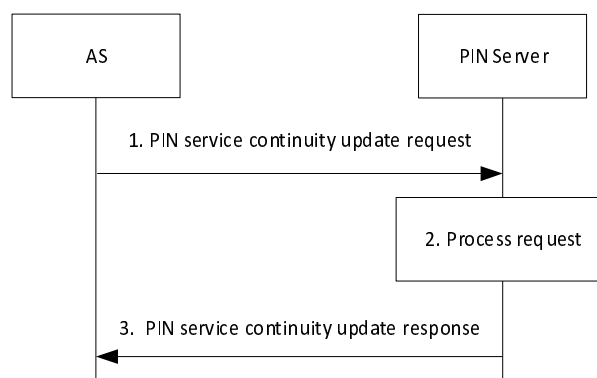 AS
PIN Server
1. PIN service continuity update request
2. Process request
3. PIN service continuity update response